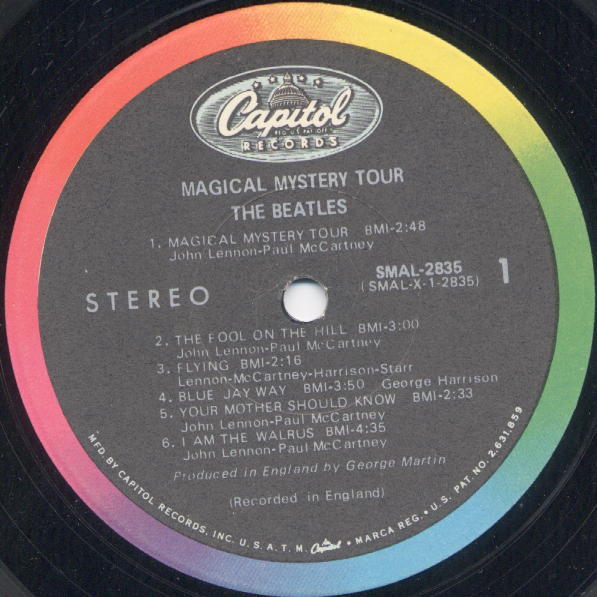 Capitol
REG. U.S. PAT. OFF.
RECORDS
MAGICAL MYSTERY TOUR
THE BEATLES
1. MAGICAL MYSTERY TOUR BMI-2:48
John Lennon-Paul McCartney
STEREO
SMAL-2835
(SMAL-X-1-2835)
1
2. THE FOOL ON THE HILL BMI-3:00
John Lennon-Paul McCartney
3. FLYING BMI-2:16
Lennon-McCartney-Harrison-Starr
4. BLUE JAY WAY BMI-3:50 George Harrison
5. YOUR MOTHER SHOULD KNOW BMI-2:33
John Lennon-Paul McCartney
6. I AM THE WALRUS BMI-4:35
John Lennon-Paul McCartney
Produced in England by George Martin
(Recorded in England)
MFD. BY CAPITOL RECORDS, INC. U.S.A. T.M. Capitol • MARCA REG. • U.S. PAT. NO. 2,631,859